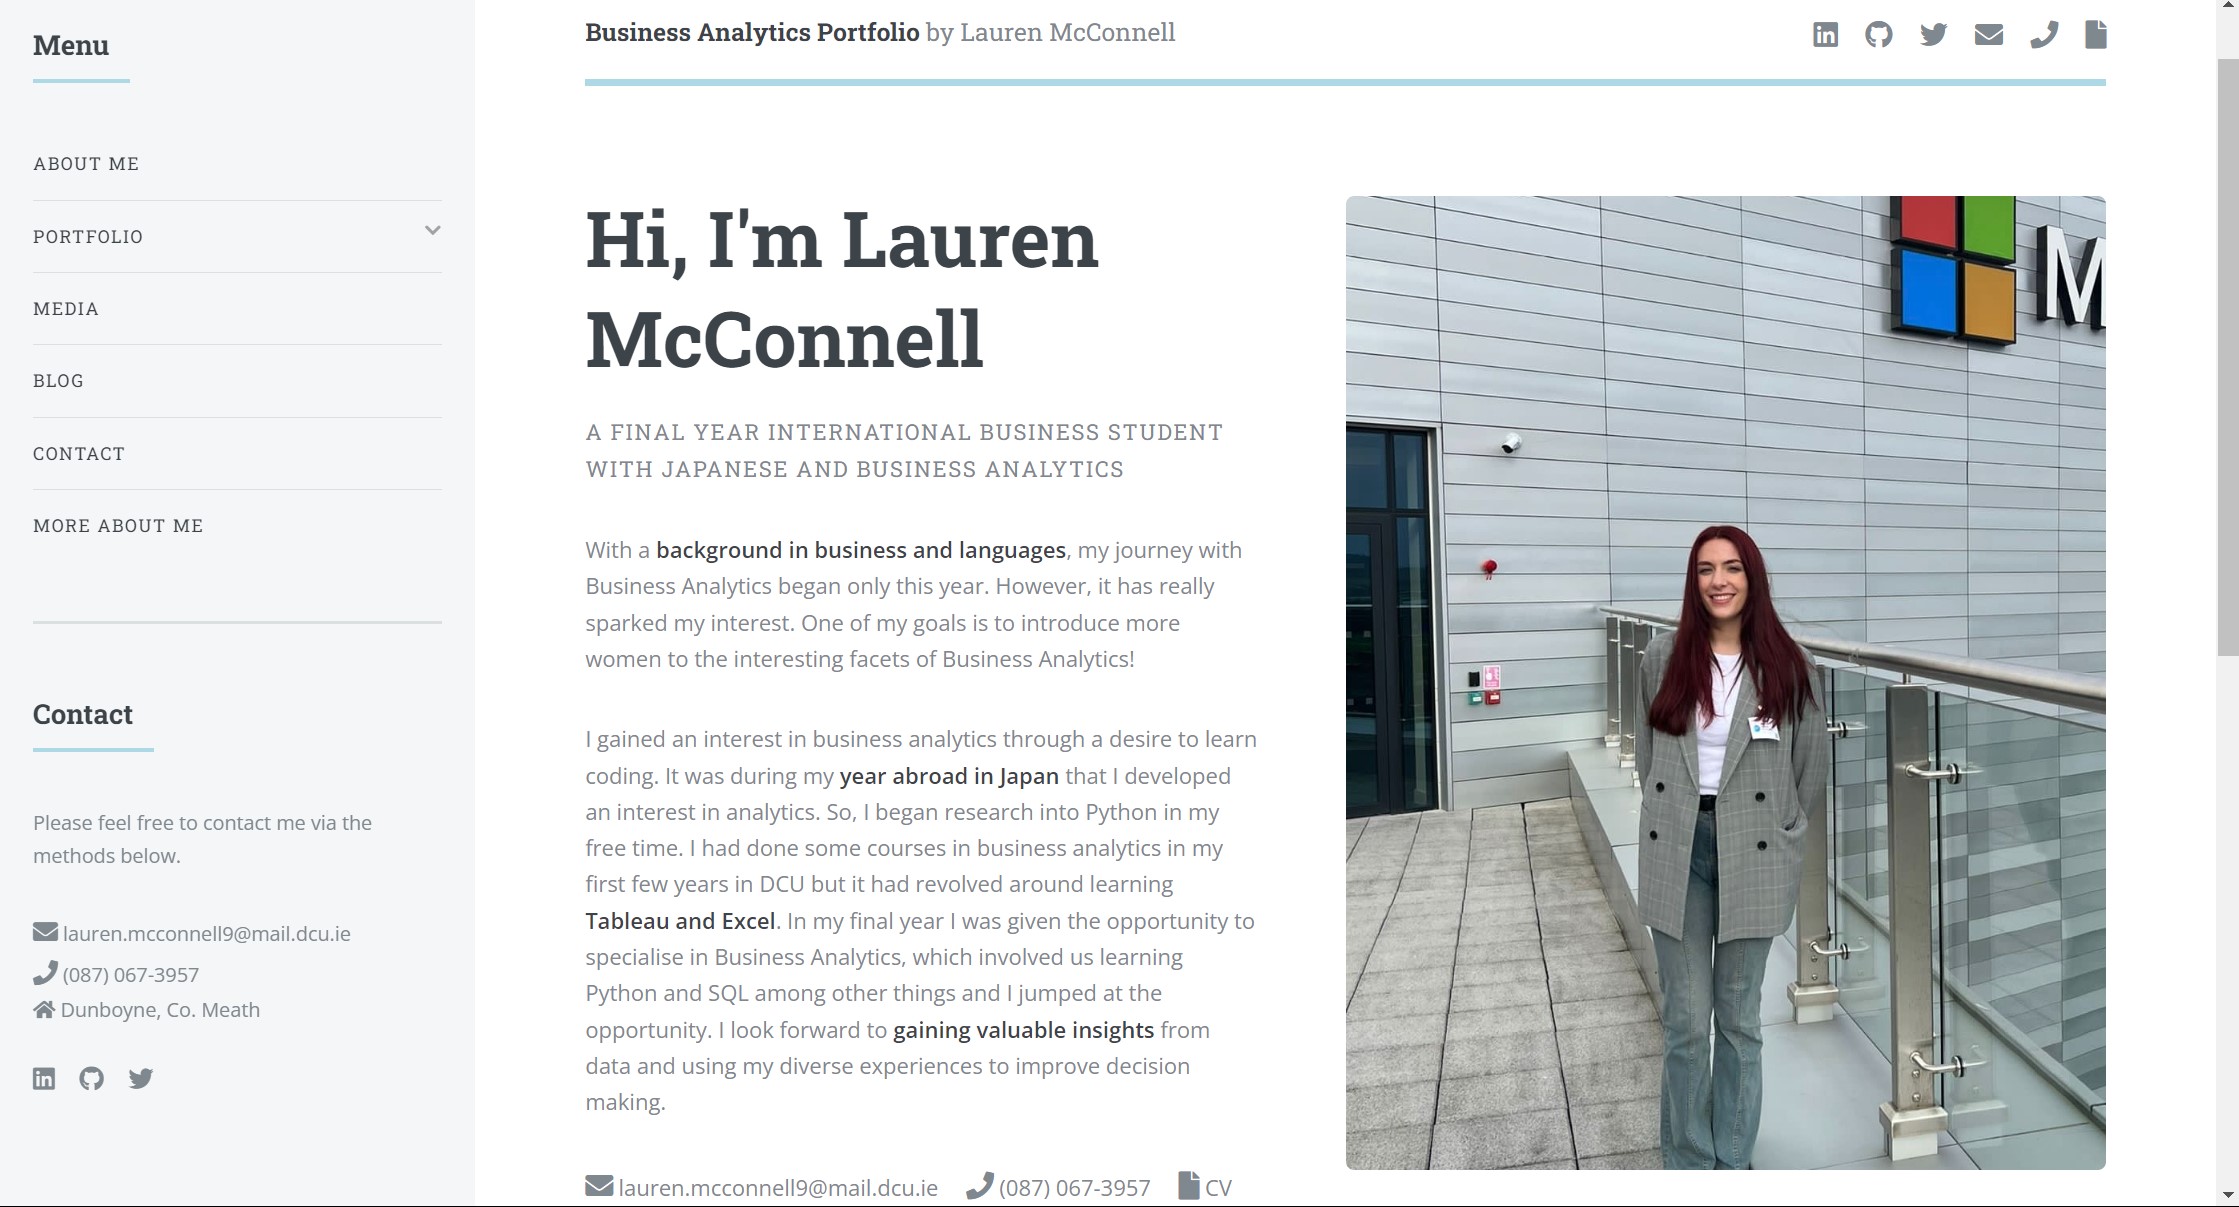 Menu
ABOUT ME
PORTFOLIO
MEDIA
BLOG
CONTACT
MORE ABOUT ME
Contact
Please feel free to contact me via the
methods below.
lauren.mcconnell9@mail.dcu.ie
(087) 067-3957
Dunboyne, Co. Meath
Business Analytics Portfolio by Lauren McConnell
Hi, I'm Lauren
McConnell
A FINAL YEAR INTERNATIONAL BUSINESS STUDENT
WITH JAPANESE AND BUSINESS ANALYTICS
With a background in business and languages, my journey with
Business Analytics began only this year. However, it has really
sparked my interest. One of my goals is to introduce more
women to the interesting facets of Business Analytics!
I gained an interest in business analytics through a desire to learn
coding. It was during my year abroad in Japan that I developed
an interest in analytics. So, I began research into Python in my
free time. I had done some courses in business analytics in my
first few years in DCU but it had revolved around learning
Tableau and Excel. In my final year I was given the opportunity to
specialise in Business Analytics, which involved us learning
Python and SQL among other things and I jumped at the
opportunity. I look forward to gaining valuable insights from
data and using my diverse experiences to improve decision
making.
lauren.mcconnell9@mail.dcu.ie (087) 067-3957 CV
M